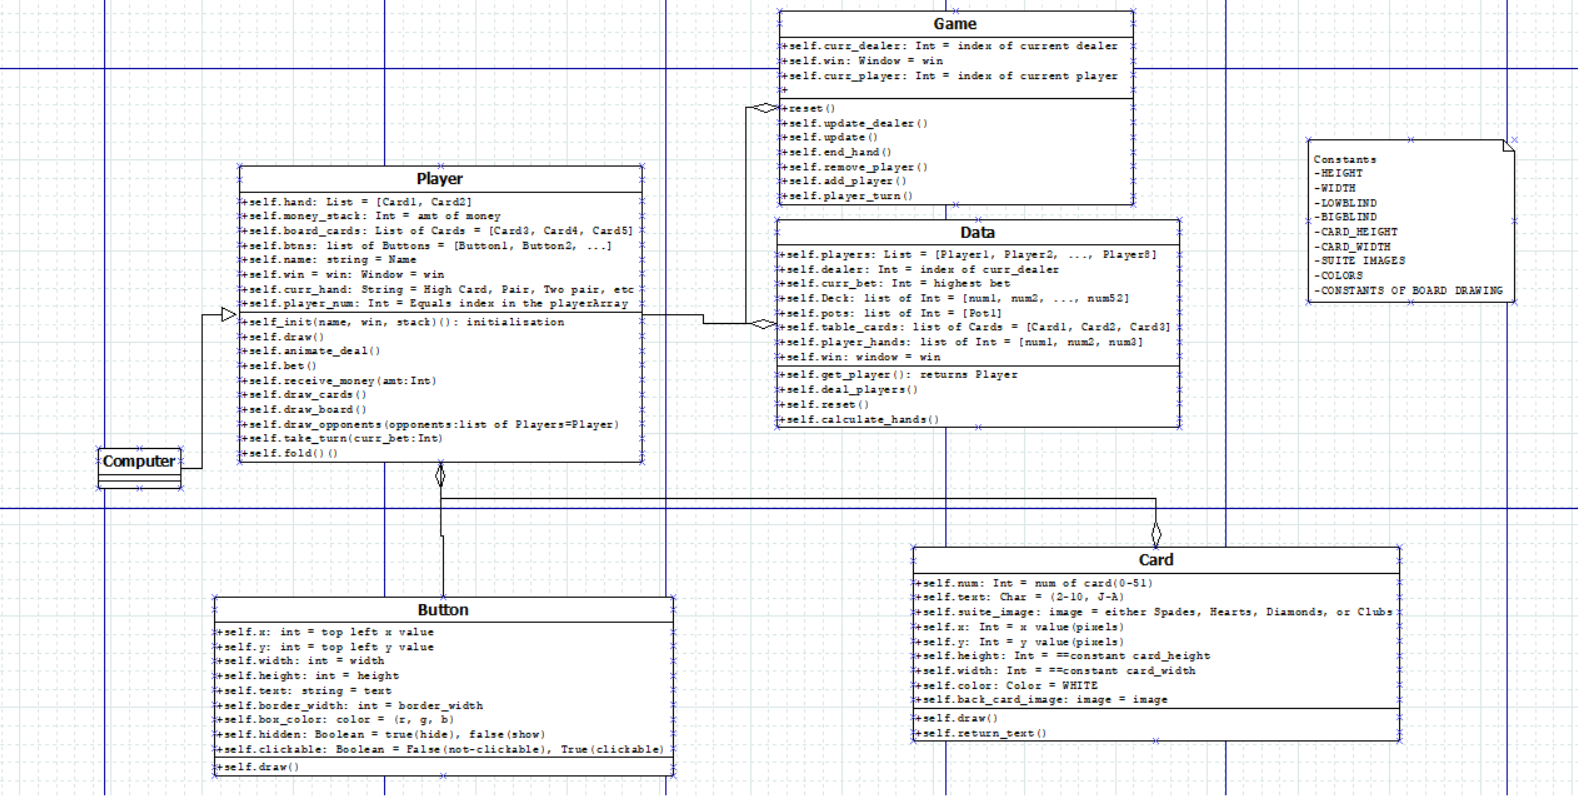 Game
+self.curr_dealer: Int = index of current dealer
+self.win: Window = win
+self.curr_player: Int = index of current player
+
+reset()
+self.update_dealer()
+self.update()
+self.end_hand()
+self.remove_player()
+self.add_player()
+self.player_turn()
Constants
-HEIGHT
-WIDTH
-LOWBLIND
-BIGBLIND
-CARD_HEIGHT
-CARD_WIDTH
-SUITE IMAGES
-COLORS
-CONSTANTS OF BOARD DRAWING
Player
+self.hand: List = [Card1, Card2]
+self.money_stack: Int = amt of money
+self.board_cards: List of Cards = [Card3, Card4, Card5]
+self.btns: list of Buttons = [Button1, Button2, ...]
+self.name: string = Name
+self.win = win: Window = win
+self.curr_hand: String = High Card, Pair, Two pair, etc
+self.player_num: Int = Equals index in the playerArray
+self_init(name, win, stack)(): initialisation
+self.draw()
+self.animate_deal()
+self.bet()
+self.receive_money(amt:Int)
+self.draw_cards()
+self.draw_board()
+self.draw_opponents(opponents:list of Players=Player)
+self.take_turn(curr_bet:Int)
+self.fold()()
Data
+self.players: List = [Player1, Player2, ..., Player8]
+self.dealer: Int = index of curr_dealer
+self.curr_bet: Int = highest bet
+self.Deck: list of Int = [num1, num2, ..., num52]
+self.pots: list of Int = [Pot1]
+self.table_cards: list of Cards = [Card1, Card2, Card3]
+self.player_hands: list of Int = [num1, num2, num3]
+self.win: window = win
+self.get_player(): returns Player
+self.deal_players()
+self.reset()
+self.calculate_hands()
Computer
Button
+self.x: int = top left x value
+self.y: int = top left y value
+self.width: int = width
+self.height: int = height
+self.text: string = text
+self.border_width: int = border_width
+self.box_color: color = (r, g, b)
+self.hidden: Boolean = true(hide), false(show)
+self.clickable: Boolean = False(not-clickable), True(clickable)
+self.draw()
Card
+self.num: Int = num of card(0-51)
+self.text: Char = (2-10, J-A)
+self.suite_image: image = either Spades, Hearts, Diamonds, or Clubs
+self.x: Int = x value(pixels)
+self.y: Int = y value(pixels)
+self.height: Int = ==constant card_height
+self.width: Int = ==constant card_width
+self.color: Color = WHITE
+self.back_card_image: image = image
+self.draw()
+self.return_text()